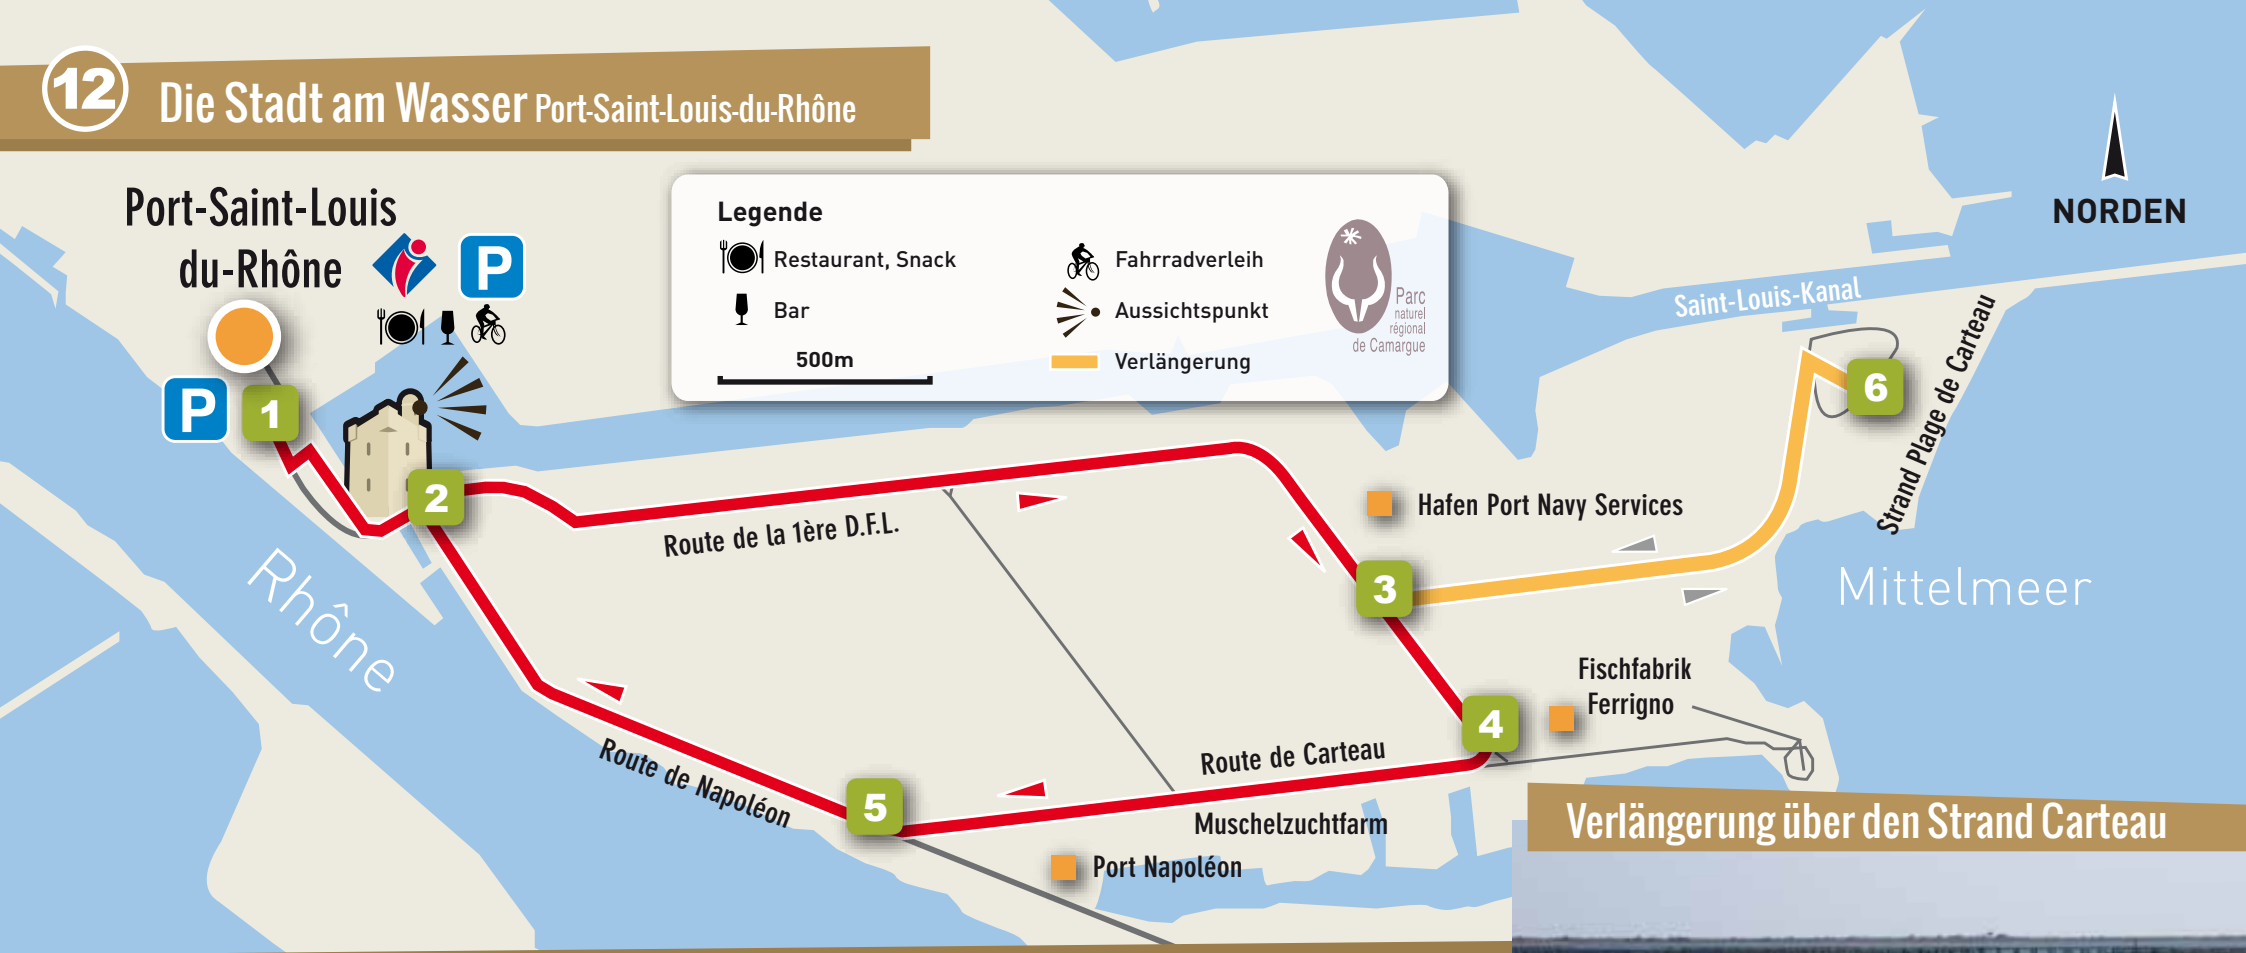 12
Die Stadt am Wasser Port-Saint-Louis-du-Rhône
Port-Saint-Louis
du-Rhône
P
P
Legende
Restaurant, Snack
Bar
500m
Fahrradverleih
Aussichtspunkt
Verlängerung
Parc
naturel
régional
de Camargue
NORDEN
Saint-Louis-Kanal
Strand Plage de Carteau
1
2
3
4
5
6
Route de la 1ère D.F.L.
Hafen Port Navy Services
Rhône
Mittelmeer
Fischfabrik
Ferrigno
Route de Carteau
Route de Napoléon
Muschelzuchtfarm
Port Napoléon
Verlängerung über den Strand Carteau